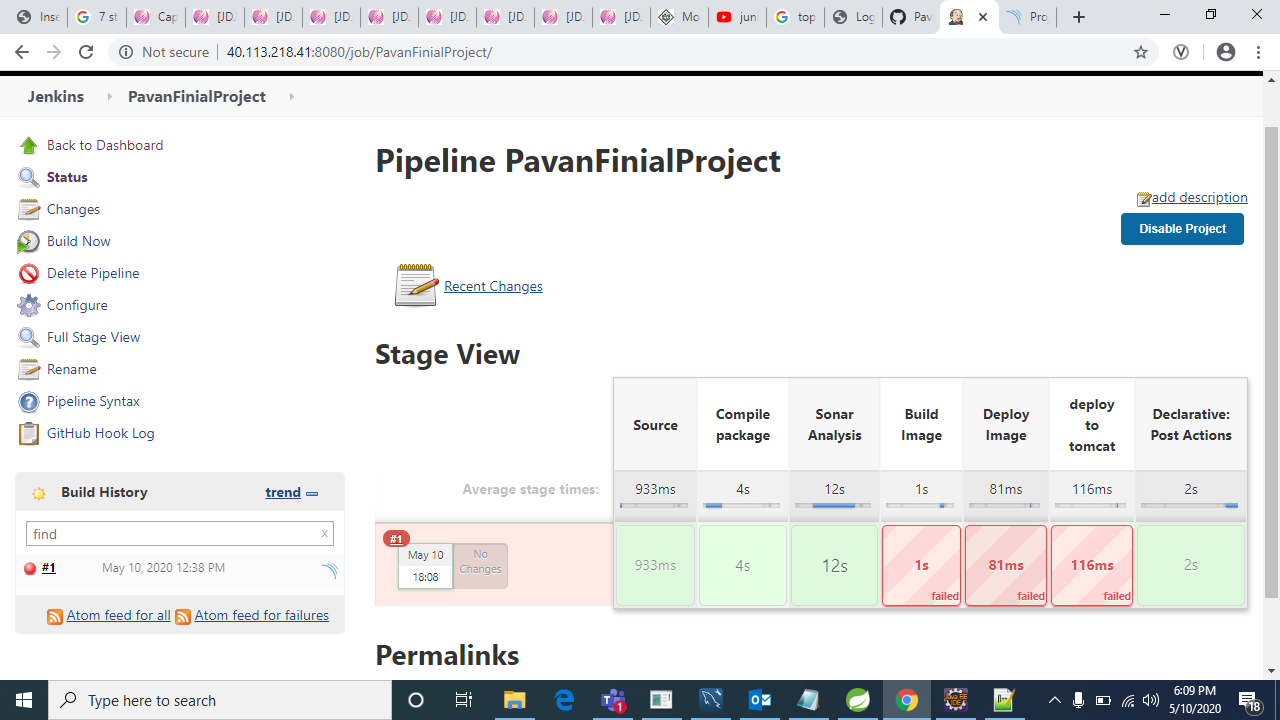 Inse
7 st
Cap
[JD.
[JD.
[JD.
[JD.
[JD.
[JD.
[JD.
[JD.
Mo
jun
top
Log
Pav
Pro
Not secure
40.113.218.41:8080/job/PavanFinialProject/
Jenkins
PavanFinialProject
Back to Dashboard
Status
Changes
Build Now
Delete Pipeline
Configure
Full Stage View
Rename
Pipeline Syntax
GitHub Hook Log
Build History
trend
find
x
#1
May 10, 2020 12:38 PM
Atom feed for all
Atom feed for failures
Pipeline PavanFinialProject
add description
Disable Project
Recent Changes
Stage View
Source
Compile
package
Sonar
Analysis
Build
Image
Deploy
Image
deploy
to
tomcat
Declarative:
Post Actions
Average stage times:
933ms
4s
12s
1s
81ms
116ms
2s
#1
May 10
18:08
No
Changes
933ms
4s
12s
1s
failed
81ms
failed
116ms
failed
2s
Permalinks
Type here to search
1
6:09 PM
5/10/2020
18